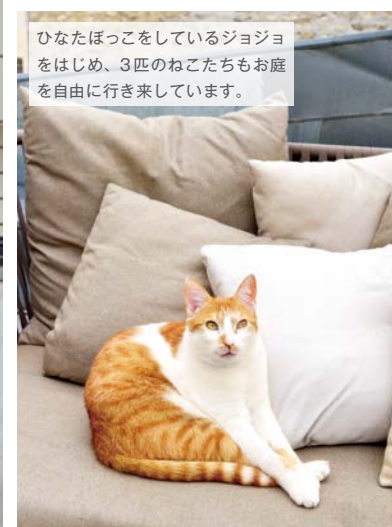 ひなたぼっこをしているジョジョ
をはじめ、3匹のねこたちもお庭
を自由に行き来しています。